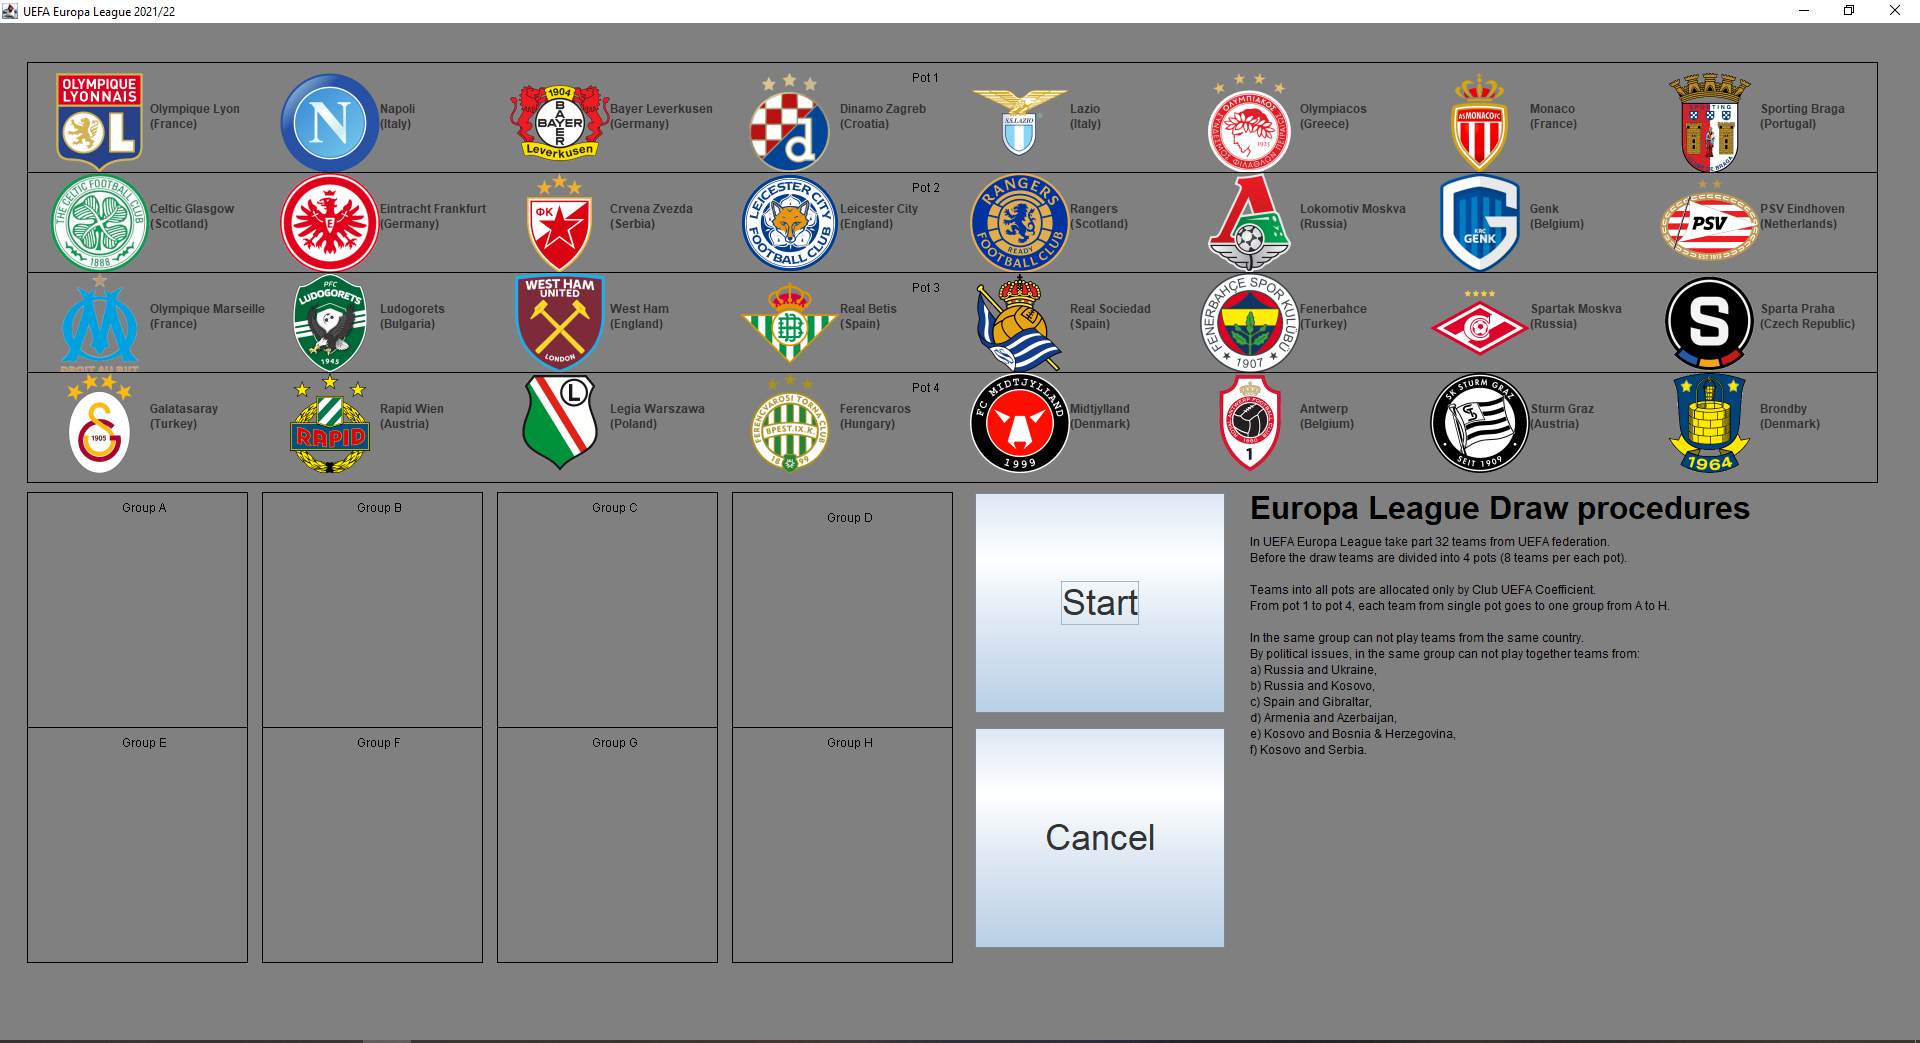 UEFA Europa League 2021/22
Pot 1
OLYMPIQUE
LYONNAIS
OL
Olympique Lyon
(France)
N
Napoli
(Italy)
1904
BAYER
BAYER
Leverkusen
Bayer Leverkusen
(Germany)
d
Dinamo Zagreb
(Croatia)
S.S.LAZIO
Lazio
(Italy)
1925
Olympiacos
(Greece)
AS MONACO FC
Monaco
(France)
SPORTING
BRAGA
Sporting Braga
(Portugal)
Pot 2
THE CELTIC FOOTBALL CLUB
1888
Celtic Glasgow
(Scotland)
E
Eintracht Frankfurt
(Germany)
ФК
Crvena Zvezda
(Serbia)
LEICESTER CITY
FOOTBALL CLUB
Leicester City
(England)
RANGERS
READY
FOOTBALL CLUB
Rangers
(Scotland)
Lokomotiv Moskva
(Russia)
KRC
GENK
Genk
(Belgium)
PSV
EST 1913
PSV Eindhoven
(Netherlands)
Pot 3
DROIT AU BUT
Olympique Marseille
(France)
PFC
LUDOGORETS
1945
Ludogorets
(Bulgaria)
WEST HAM
UNITED
LONDON
West Ham
(England)
Real Betis
(Spain)
Real Sociedad
(Spain)
FENERBAHÇE SPOR KULÜBÜ
1907
Fenerbahce
(Turkey)
Spartak Moskva
(Russia)
S
Sparta Praha
(Czech Republic)
Pot 4
1905
Galatasaray
(Turkey)
RAPID
Rapid Wien
(Austria)
L
Legia Warszawa
(Poland)
FERENCVÁROSI TORNA CLUB
BPEST.IX.K.
1899
Ferencvaros
(Hungary)
FC MIDTJYLLAND
1999
Midtjylland
(Denmark)
1
Antwerp
(Belgium)
SK STURM GRAZ
SEIT 1909
Sturm Graz
(Austria)
1964
Brondby
(Denmark)
Group A
Group B
Group C
Group D
Group E
Group F
Group G
Group H
Start
Cancel
Europa League Draw procedures
In UEFA Europa League take part 32 teams from UEFA federation.
Before the draw teams are divided into 4 pots (8 teams per each pot).
Teams into all pots are allocated only by Club UEFA Coefficient.
From pot 1 to pot 4, each team from single pot goes to one group from A to H.
In the same group can not play teams from the same country.
By political issues, in the same group can not play together teams from:
a) Russia and Ukraine,
b) Russia and Kosovo,
c) Spain and Gibraltar,
d) Armenia and Azerbaijan,
e) Kosovo and Bosnia & Herzegovina,
f) Kosovo and Serbia.